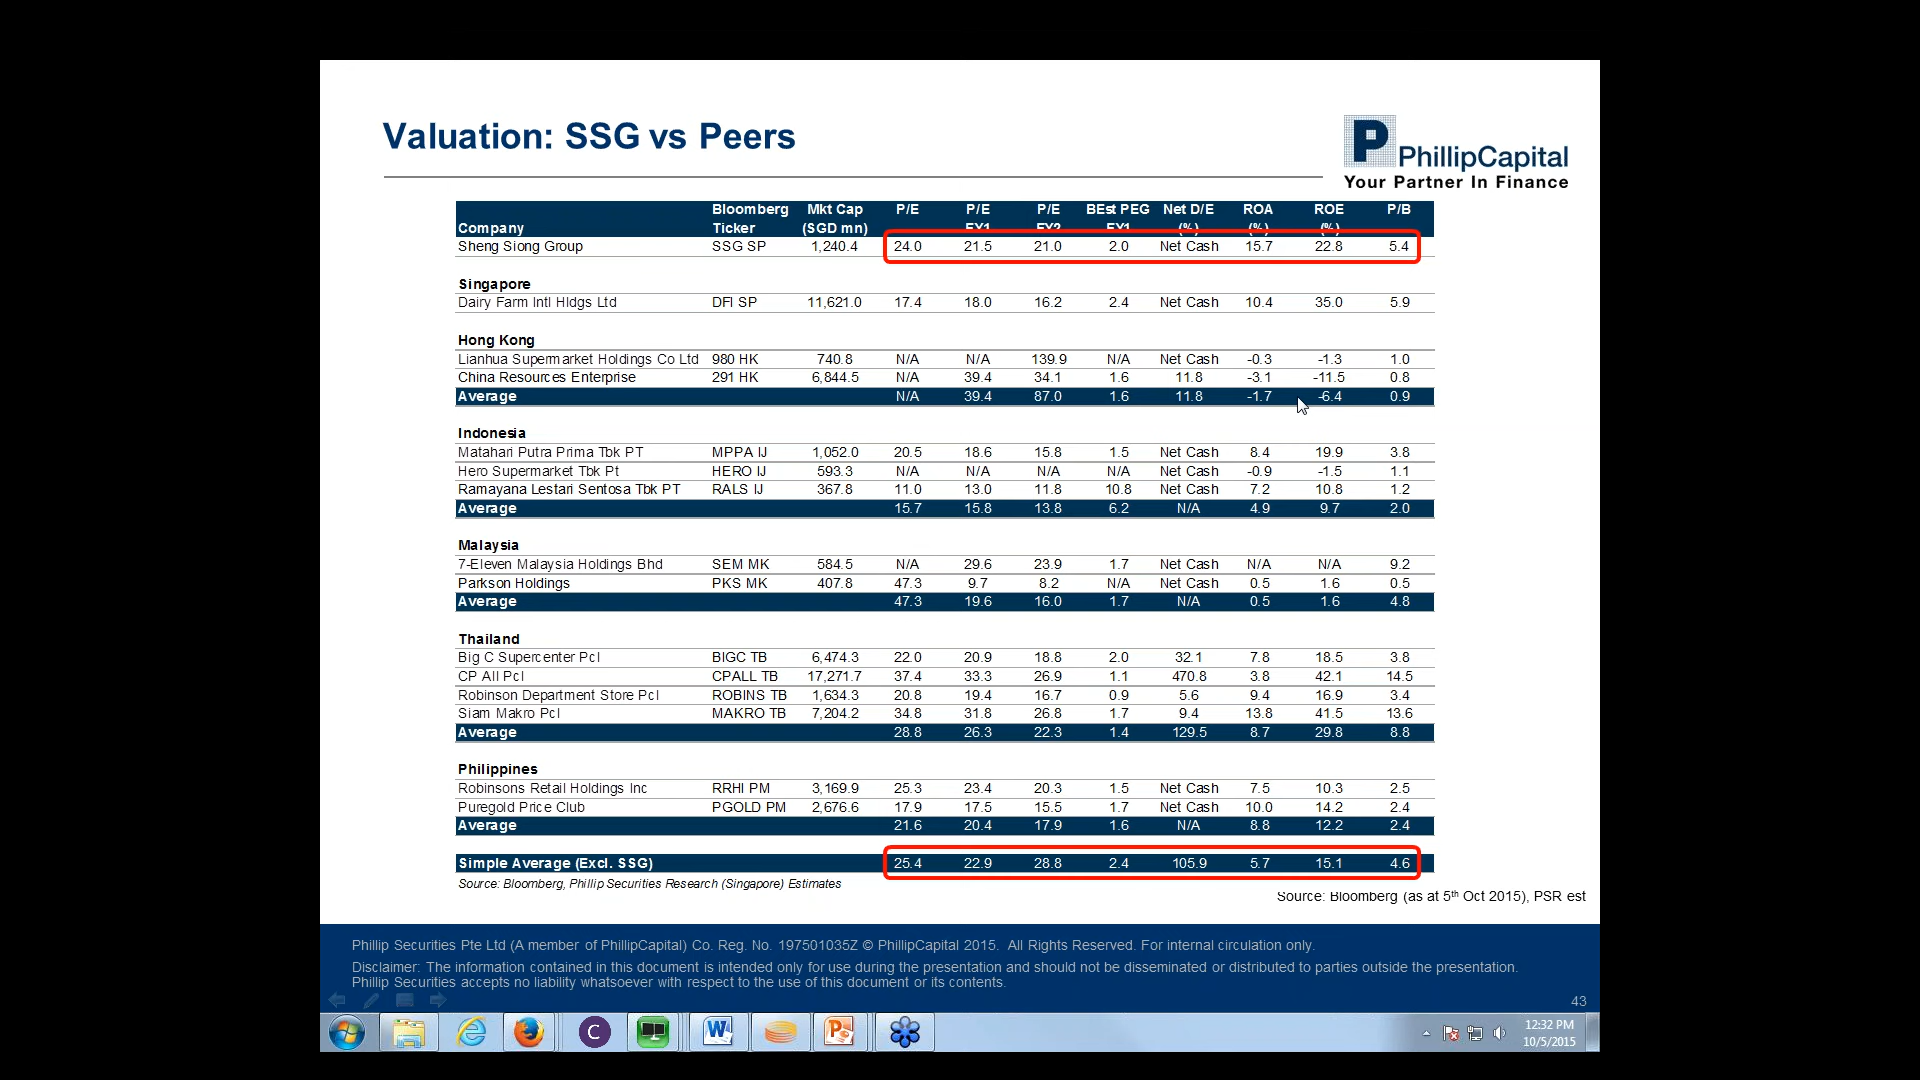 Valuation: SSG vs Peers
P PhillipCapital
Your Partner In Finance
Company Bloomberg Ticker Mkt Cap (SGD mn) P/E P/E FY1 P/E FY2 BEst PEG FY1 Net D/E (%) ROA (%) ROE (%) P/B
Sheng Siong Group SSG SP 1,240.4 24.0 21.5 21.0 2.0 Net Cash 15.7 22.8 5.4
Singapore
Dairy Farm Intl Hldgs Ltd DFI SP 11,621.0 17.4 18.0 16.2 2.4 Net Cash 10.4 35.0 5.9
Hong Kong
Lianhua Supermarket Holdings Co Ltd 980 HK 740.8 N/A N/A 139.9 N/A Net Cash -0.3 -1.3 1.0
China Resources Enterprise 291 HK 6,844.5 N/A 39.4 34.1 1.6 11.8 -3.1 -11.5 0.8
Average N/A 39.4 87.0 1.6 11.8 -1.7 -6.4 0.9
Indonesia
Matahari Putra Prima Tbk PT MPPA IJ 1,052.0 20.5 18.6 15.8 1.5 Net Cash 8.4 19.9 3.8
Hero Supermarket Tbk Pt HERO IJ 593.3 N/A N/A N/A N/A Net Cash -0.9 -1.5 1.1
Ramayana Lestari Sentosa Tbk PT RALS IJ 367.8 11.0 13.0 11.8 10.8 Net Cash 7.2 10.8 1.2
Average 15.7 15.8 13.8 6.2 N/A 4.9 9.7 2.0
Malaysia
7-Eleven Malaysia Holdings Bhd SEM MK 584.5 N/A 29.6 23.9 1.7 Net Cash N/A N/A 9.2
Parkson Holdings PKS MK 407.8 47.3 9.7 8.2 N/A Net Cash 0.5 1.6 0.5
Average 47.3 19.6 16.0 1.7 N/A 0.5 1.6 4.8
Thailand
Big C Supercenter Pcl BIGC TB 6,474.3 22.0 20.9 18.8 2.0 32.1 7.8 18.5 3.8
CP All Pcl CPALL TB 17,271.7 37.4 33.3 26.9 1.1 470.8 3.8 42.1 14.5
Robinson Department Store Pcl ROBINS TB 1,634.3 20.8 19.4 16.7 0.9 5.6 9.4 16.9 3.4
Siam Makro Pcl MAKRO TB 7,204.2 34.8 31.8 26.8 1.7 9.4 13.8 41.5 13.6
Average 28.8 26.3 22.3 1.4 129.5 8.7 29.8 8.8
Philippines
Robinsons Retail Holdings Inc RRHI PM 3,169.9 25.3 23.4 20.3 1.5 Net Cash 7.5 10.3 2.5
Puregold Price Club PGOLD PM 2,676.6 17.9 17.5 15.5 1.7 Net Cash 10.0 14.2 2.4
Average 21.6 20.4 17.9 1.6 N/A 8.8 12.2 2.4
Simple Average (Excl. SSG) 25.4 22.9 28.8 2.4 105.9 5.7 15.1 4.6
Source: Bloomberg, Phillip Securities Research (Singapore) Estimates
Source: Bloomberg (as at 5th Oct 2015), PSR est
Phillip Securities Pte Ltd (A member of PhillipCapital) Co. Reg. No. 197501035Z © PhillipCapital 2015. All Rights Reserved. For internal circulation only.
Disclaimer: The information contained in this document is intended only for use during the presentation and should not be disseminated or distributed to parties outside the presentation.
Phillip Securities accepts no liability whatsoever with respect to the use of this document or its contents.
43
12:32 PM
10/5/2015